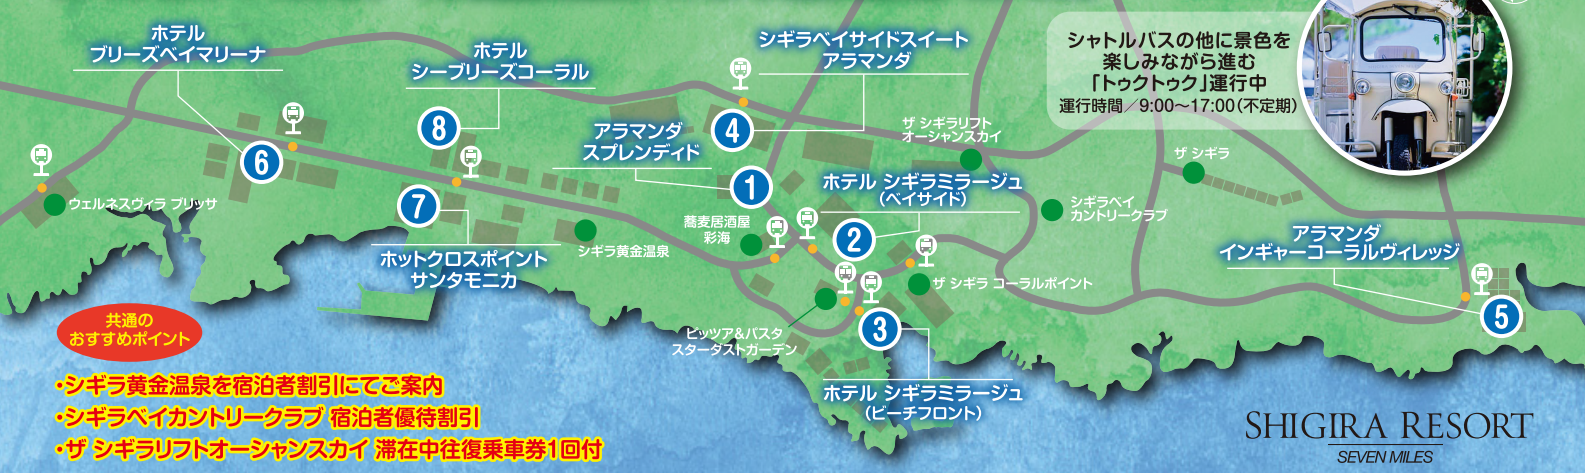 ホテル
ブリーズベイマリーナ
ホテル
シーブリーズコーラル
シギラベイサイドスイート
アラマンダ
シャトルバスの他に景色を
楽しみながら進む
「トゥクトゥク」運行中
運行時間／9:00～17:00（不定期）
8
4
ザ シギラリフト
オーシャンスカイ
アラマンダ
スプレンディド
6
ザ シギラ
1
ホテル シギラミラージュ
（ベイサイド）
ウェルネスヴィラ ブリッサ
7
シギラベイ
カントリークラブ
蕎麦居酒屋
彩海
2
シギラ黄金温泉
アラマンダ
インギャーコーラルヴィレッジ
ホットクロスポイント
サンタモニカ
ザ シギラ コーラルポイント
5
3
ピッツア&パスタ
スターダストガーデン
共通の
おすすめポイント
ホテル シギラミラージュ
（ビーチフロント）
・シギラ黄金温泉を宿泊者割引にてご案内
・シギラベイカントリークラブ 宿泊者優待割引
・ザ シギラリフトオーシャンスカイ 滞在中往復乗車券1回付
SHIGIRA RESORT
SEVEN MILES